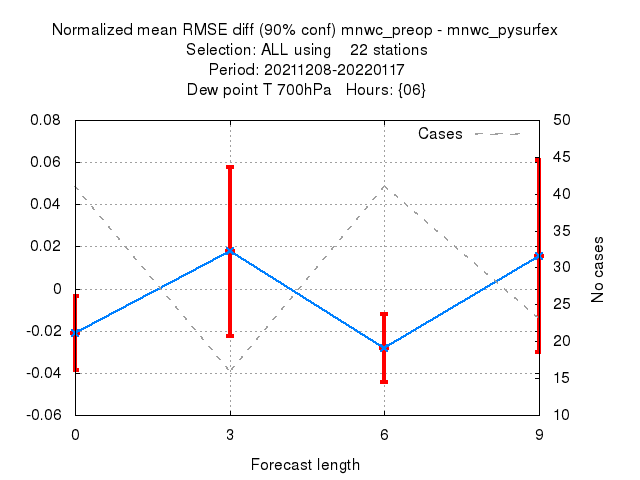 Normalized mean RMSE diff (90% conf) mnwc_preop - mnwc_pysurfex
Selection: ALL using    22 stations
Period: 20211208-20220117
Dew point T 700hPa   Hours: {06}
Cases
0.08
0.06
0.04
0.02
0
-0.02
-0.04
-0.06
50
45
40
35
30
25
20
15
10
No cases
0 3 6 9
Forecast length